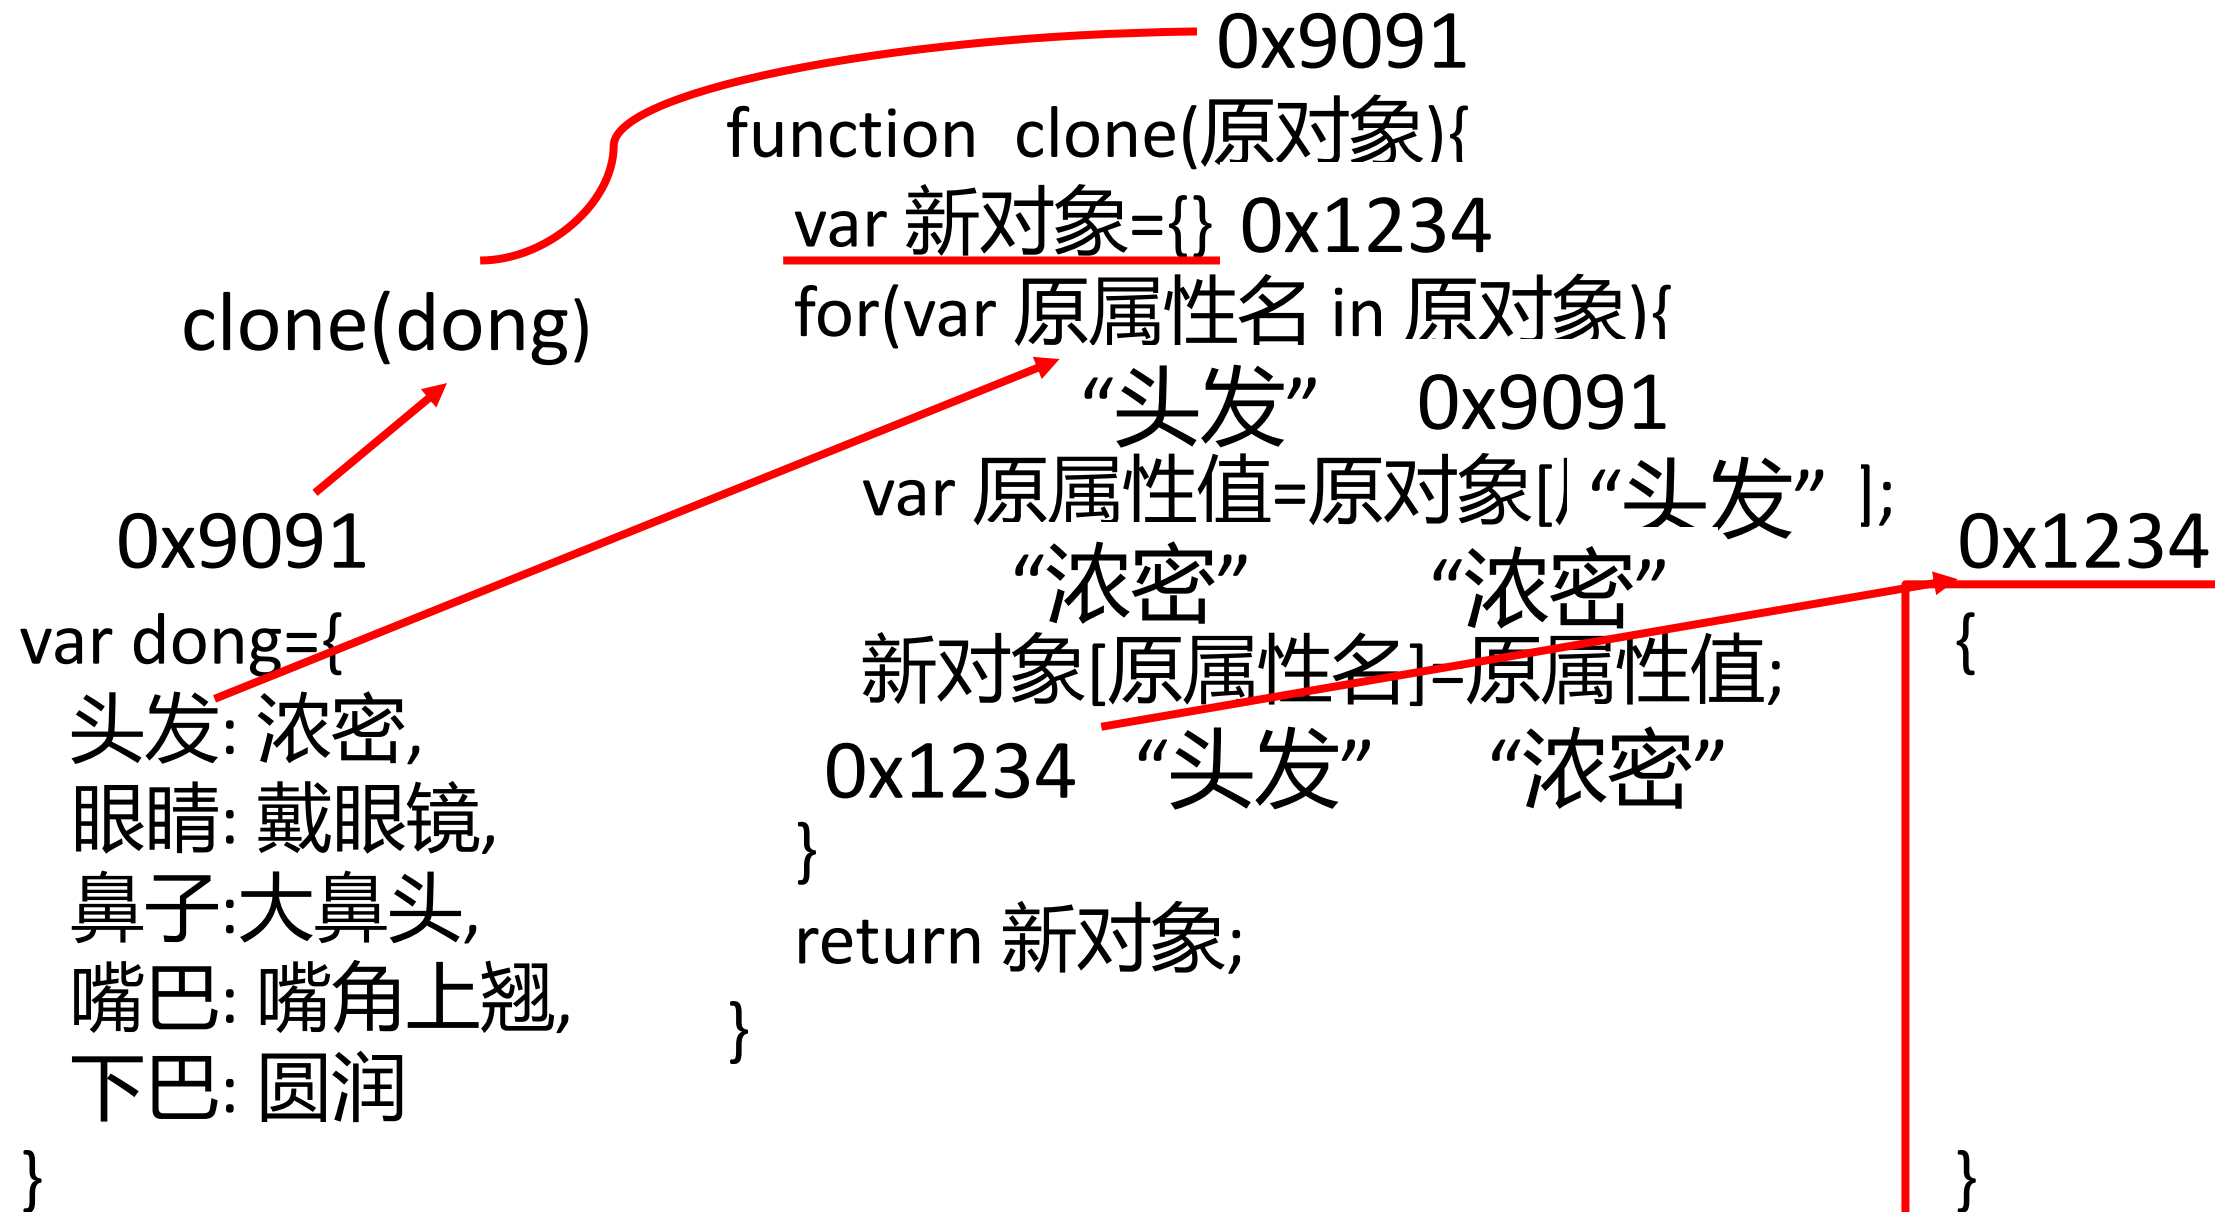 0x9091
function clone(原对象){
var 新对象={} 0x1234
for(var 原属性名 in 原对象){
“头发” 0x9091
var 原属性值=原对象[ “头发” ];
“浓密” “浓密”
新对象[原属性名]=原属性值;
0x1234 “头发” “浓密”
}
return 新对象;
}
clone(dong)
0x9091
var dong={
头发: 浓密,
眼睛: 戴眼镜,
鼻子:大鼻头,
嘴巴: 嘴角上翘,
下巴: 圆润
}
0x1234
{
}